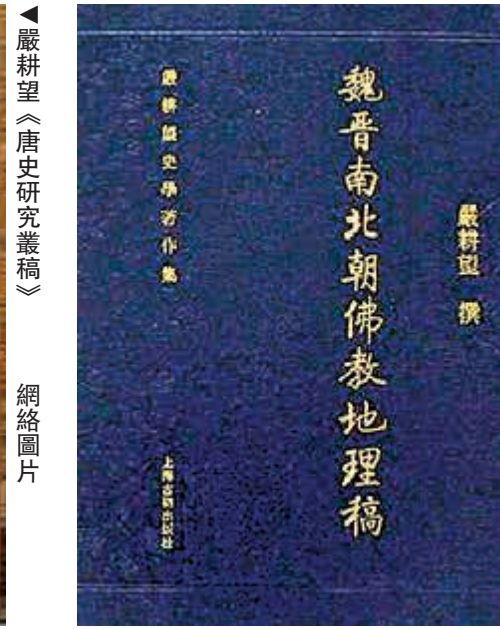 嚴耕望 撰
魏晉南北朝佛教地理稿
嚴耕望史學著作集
上海古籍出版社
◀嚴耕望《唐史研究叢稿》 網絡圖片